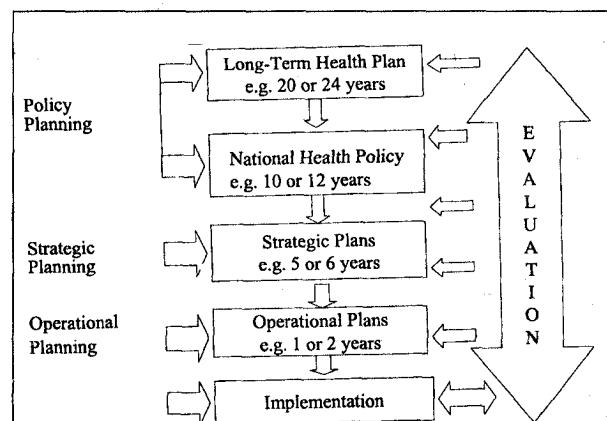 Long-Term Health Plan
e.g. 20 or 24 years
Policy
Planning
National Health Policy
e.g. 10 or 12 years
Strategic
Planning
Strategic Plans
e.g. 5 or 6 years
Operational
Planning
Operational Plans
e.g. 1 or 2 years
Implementation
EVALUATION